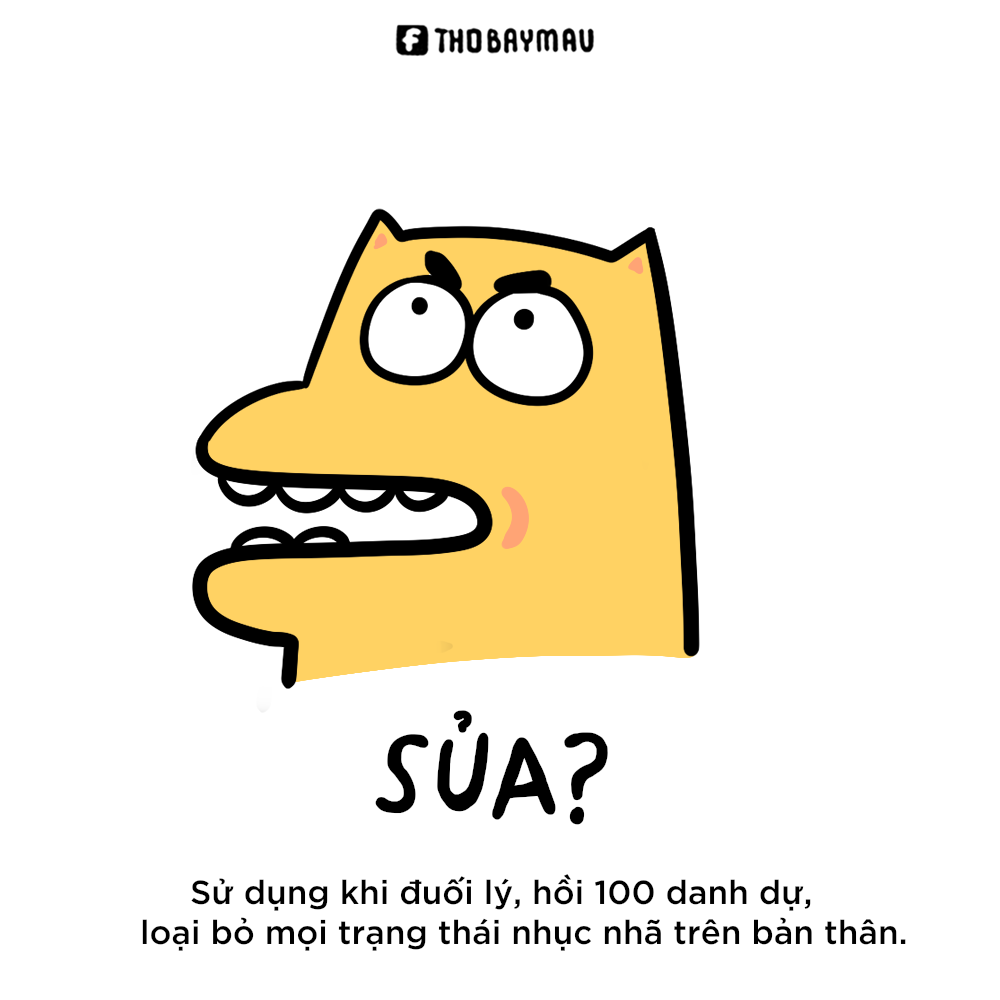 THOBAYMAU
SỦA?
Sử dụng khi đuối lý, hồi 100 danh dự,
loại bỏ mọi trạng thái nhục nhã trên bản thân.